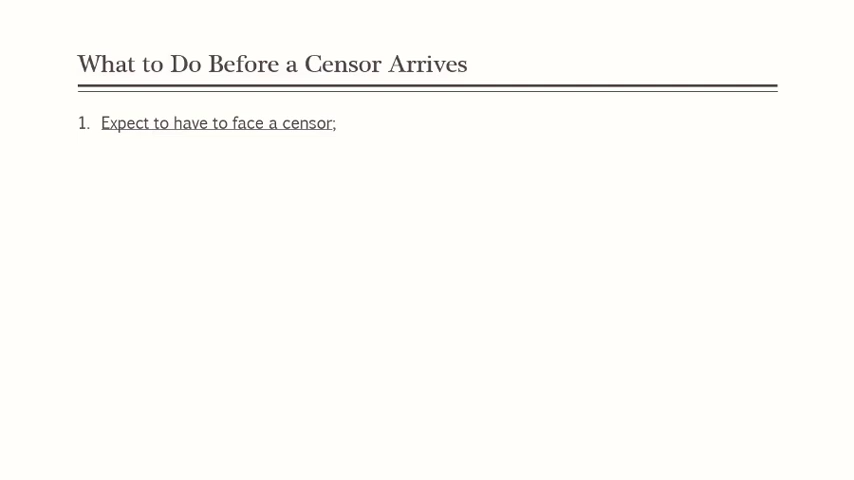 What to Do Before a Censor Arrives
1. Expect to have to face a censor;